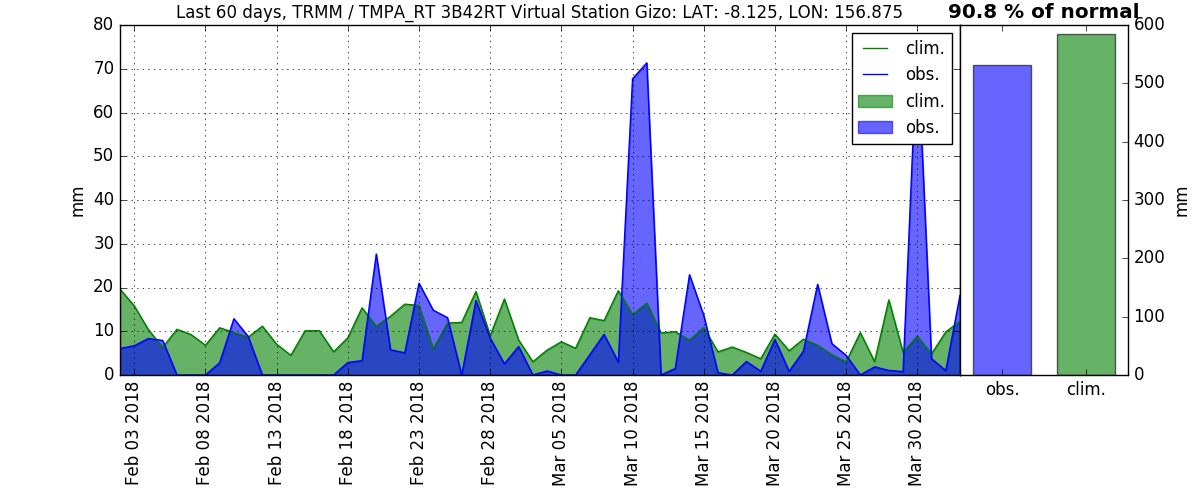 Last 60 days, TRMM / TMPA_RT 3B42RT Virtual Station Gizo: LAT: -8.125, LON: 156.875
90.8 % of normal
80
70
60
50
40
30
20
10
0
mm
clim.
obs.
clim.
obs.
600
500
400
300
200
100
0
mm
obs.
clim.
Feb 03 2018
Feb 08 2018
Feb 13 2018
Feb 18 2018
Feb 23 2018
Feb 28 2018
Mar 05 2018
Mar 10 2018
Mar 15 2018
Mar 20 2018
Mar 25 2018
Mar 30 2018